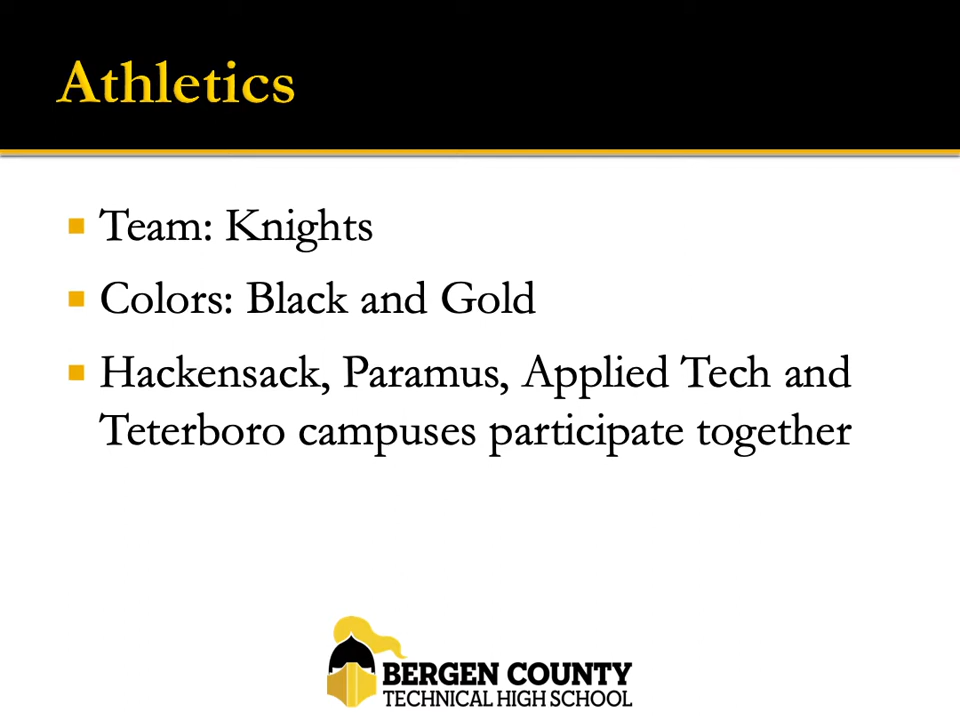 Athletics
Team: Knights
Colors: Black and Gold
Hackensack, Paramus, Applied Tech and
Teterboro campuses participate together
BERGEN COUNTY
TECHNICAL HIGH SCHOOL